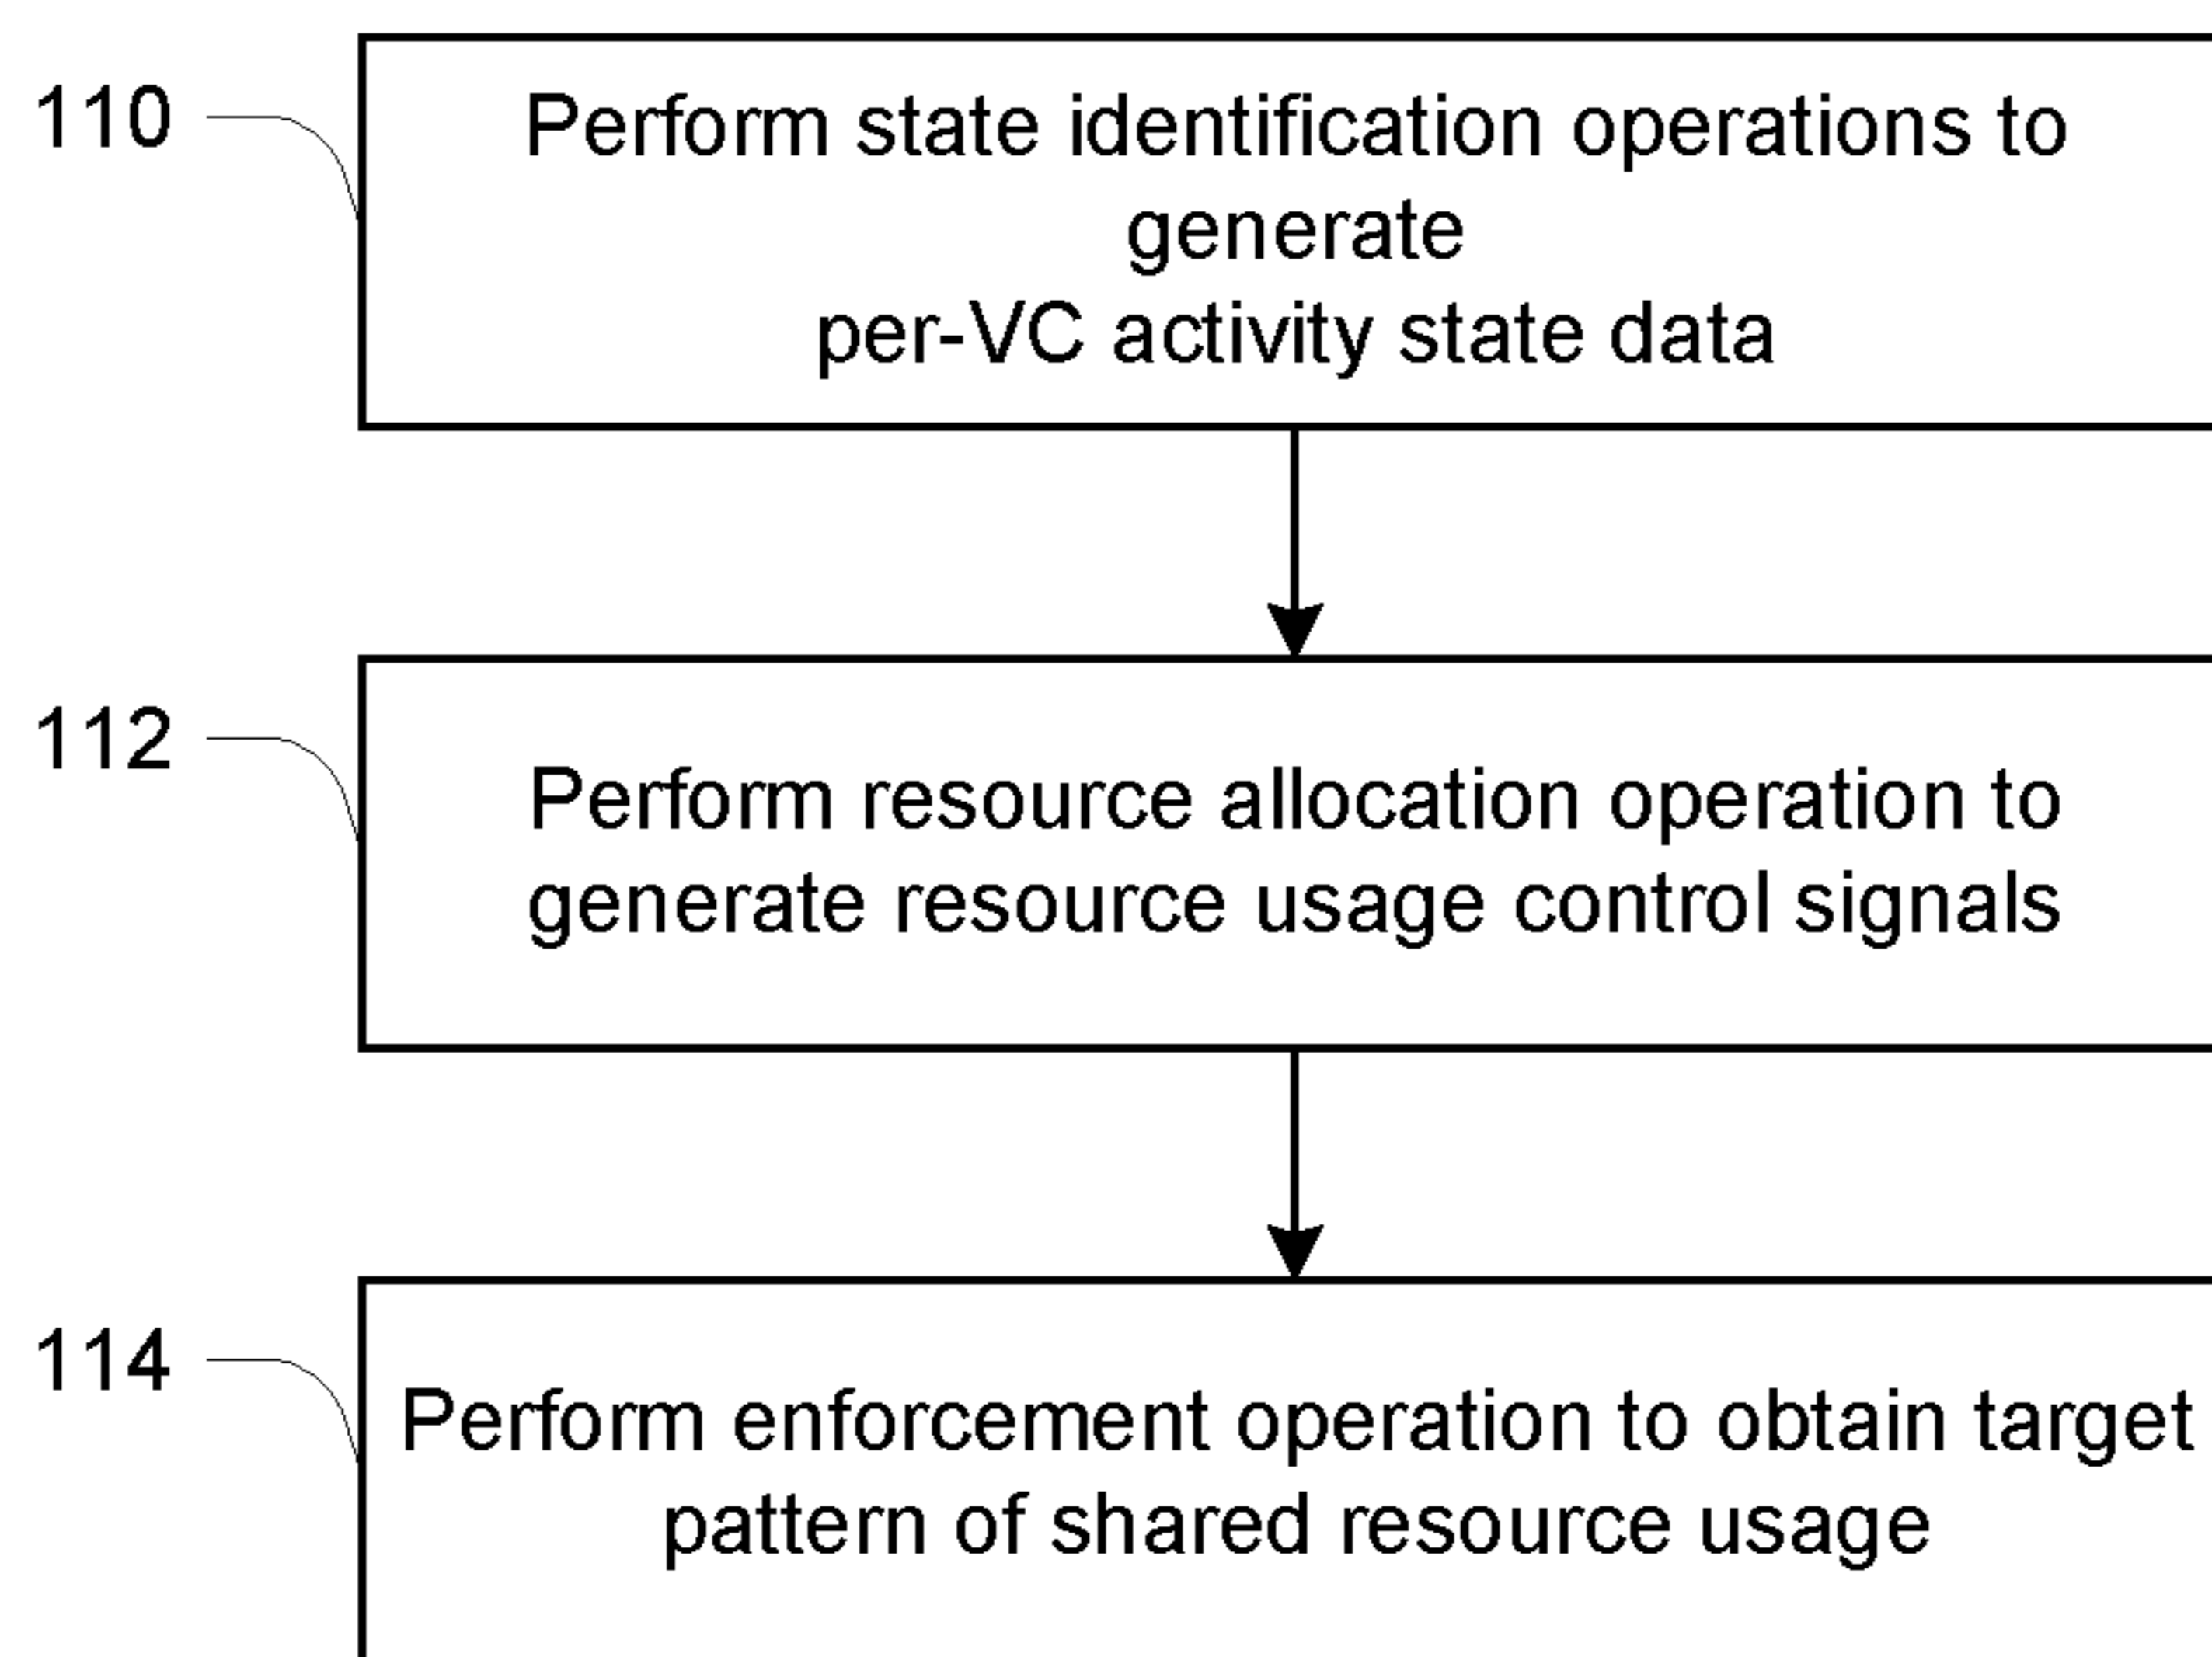 110
Perform state identification operations to
generate
per-VC activity state data
112
Perform resource allocation operation to
generate resource usage control signals
114
Perform enforcement operation to obtain target
pattern of shared resource usage